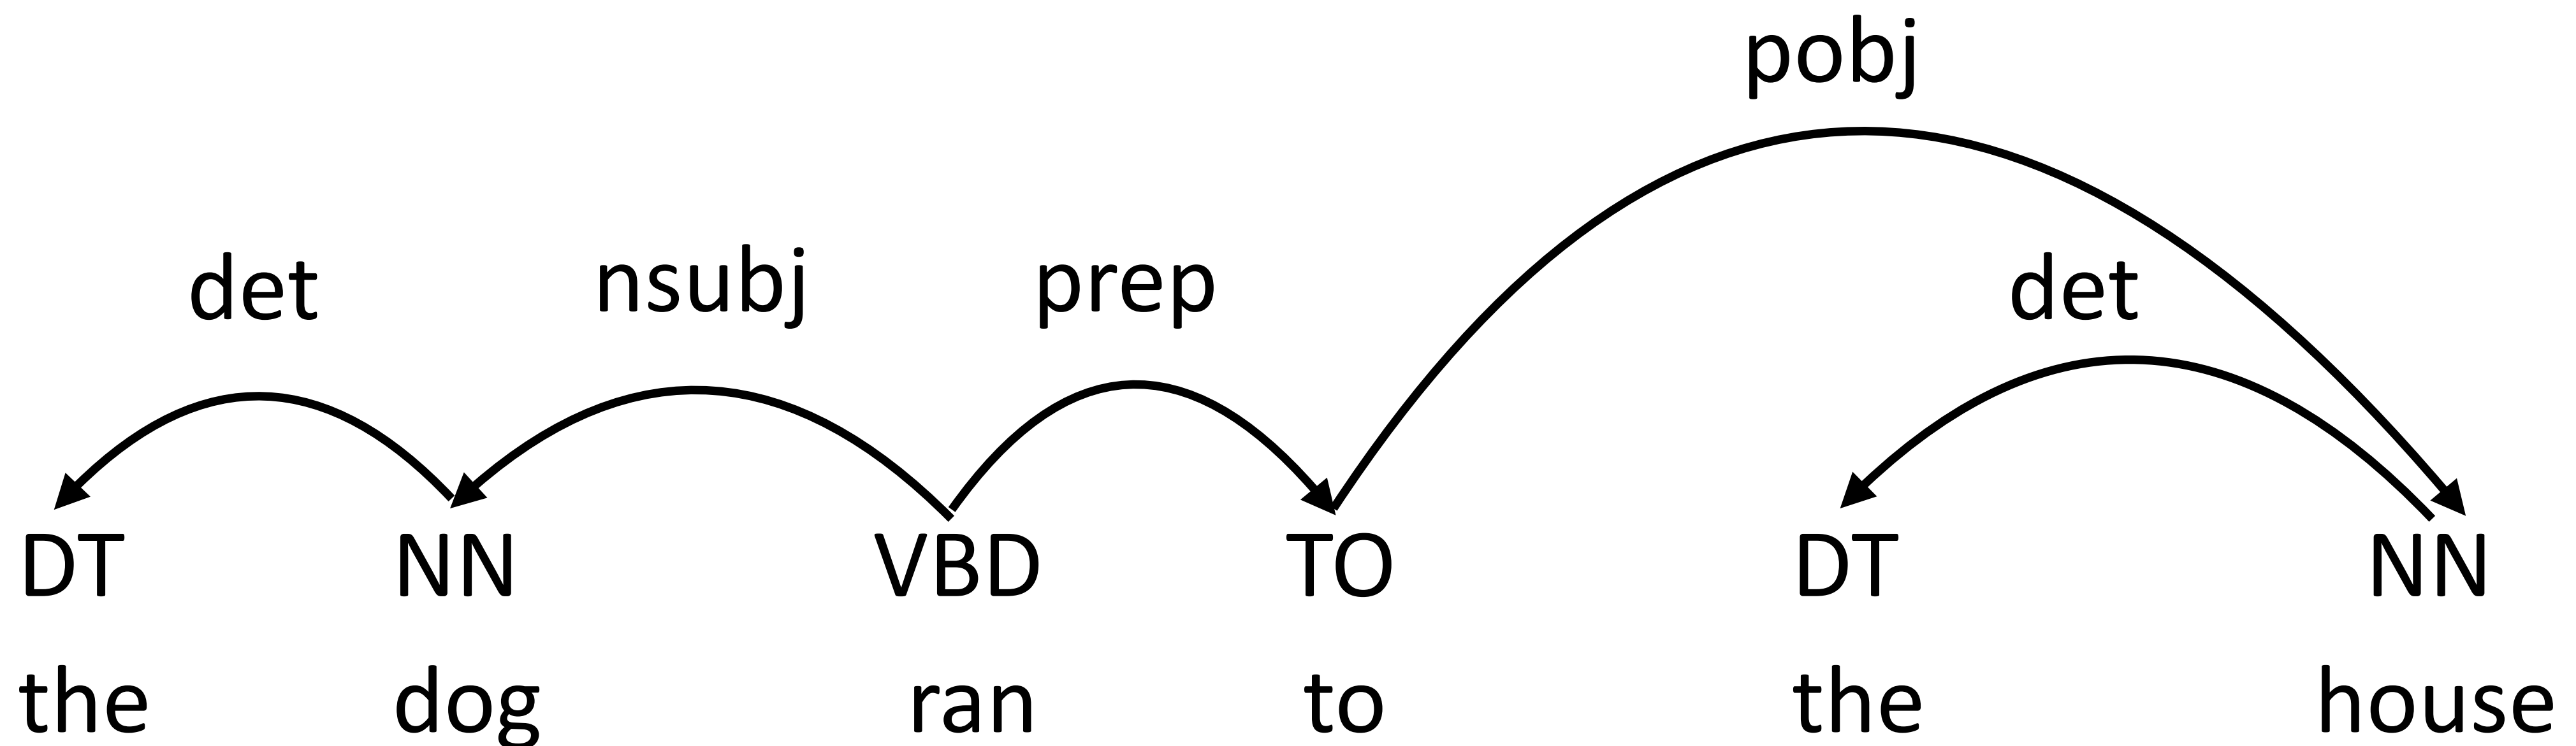 pobj
det nsubj prep det
DT NN VBD TO DT NN
the dog ran to the house